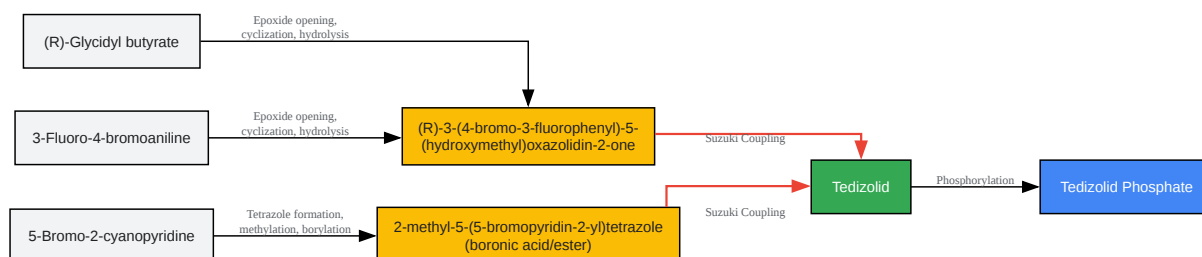 Epoxide opening,
cyclization, hydrolysis
(R)-Glycidyl butyrate
Epoxide opening,
cyclization, hydrolysis
3-Fluoro-4-bromoaniline
(R)-3-(4-bromo-3-fluorophenyl)-5-
(hydroxymethyl)oxazolidin-2-one
Suzuki Coupling
Tedizolid
Phosphorylation
Tedizolid Phosphate
Tetrazole formation,
methylation, borylation
5-Bromo-2-cyanopyridine
2-methyl-5-(5-bromopyridin-2-yl)tetrazole
(boronic acid/ester)
Suzuki Coupling